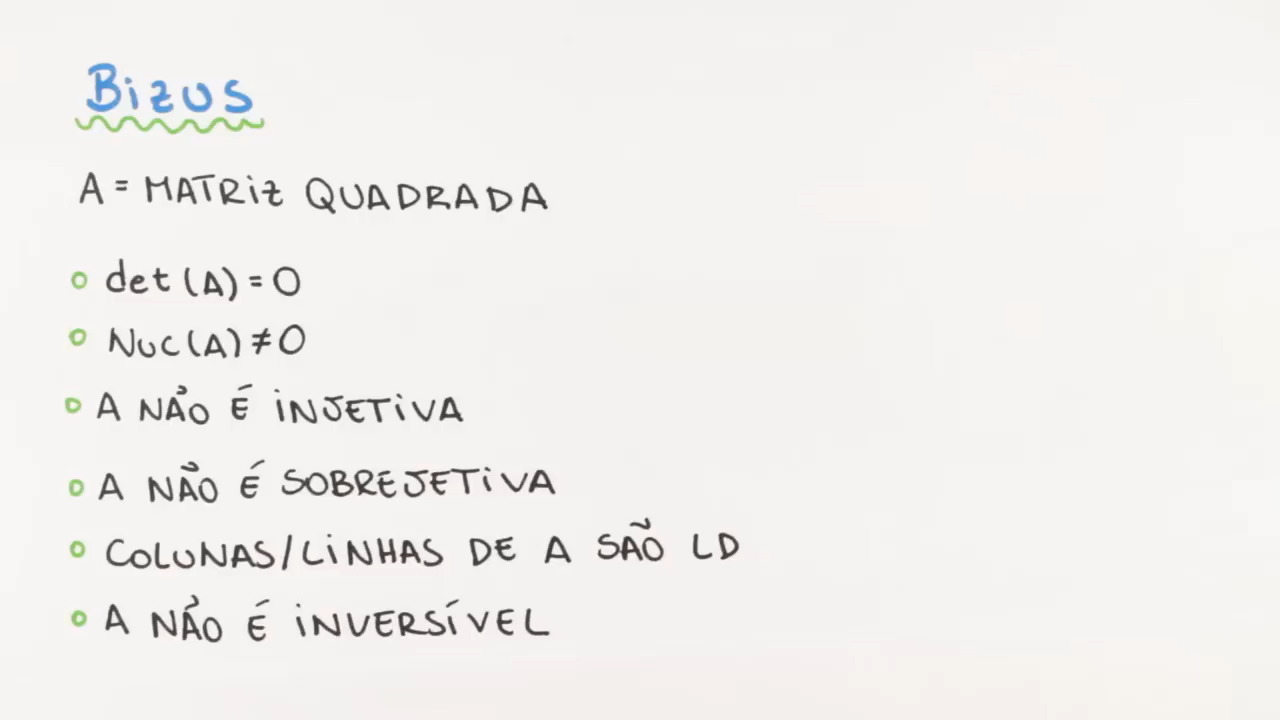 Bizus
A = MATRIZ QUADRADA
det(A) = 0
NUC(A) ≠ 0
A NÃO É INJETIVA
A NÃO É SOBREJETIVA
COLUNAS/LINHAS DE A SÃO LD
A NÃO É INVERSÍVEL